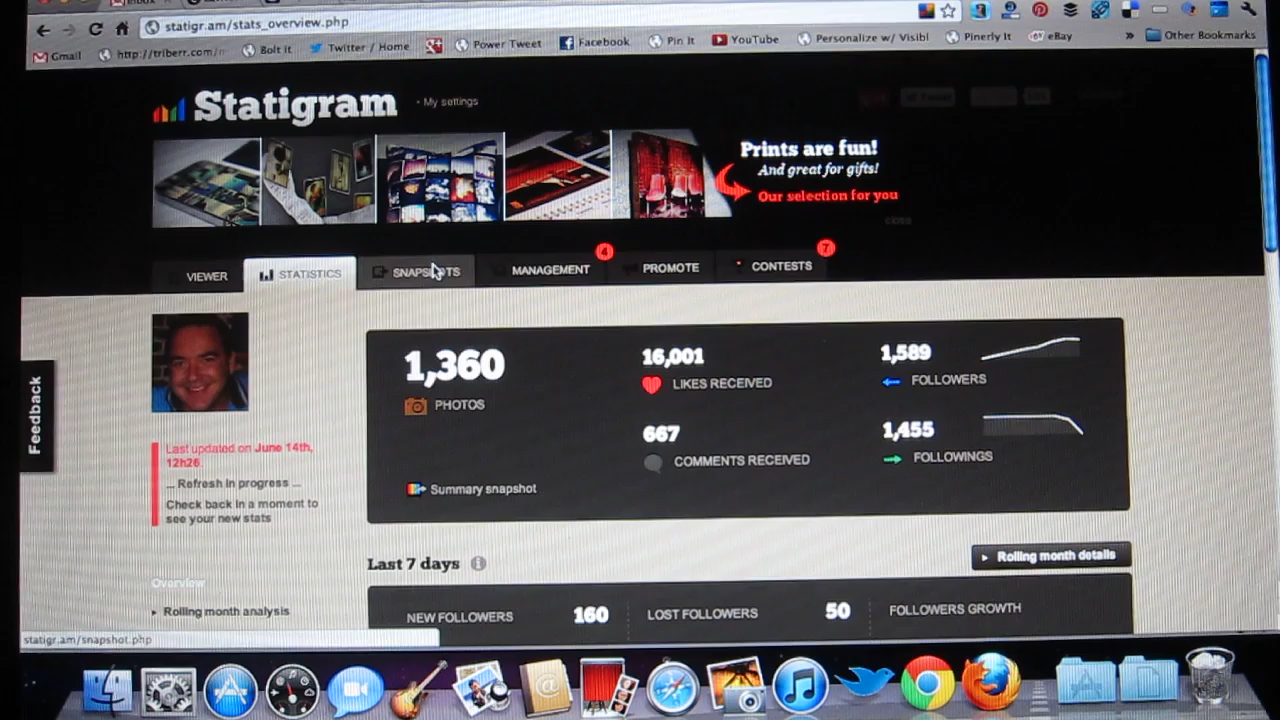 statigr.am/stats_overview.php
Gmail
http://triberr.com/
Bolt it
Twitter / Home
Power Tweet
Facebook
Pin It
YouTube
Personalize w/ Visibl
Pinerly It
eBay
»
Other Bookmarks
Statigram
• My settings
Prints are fun!
And great for gifts!
Our selection for you
close
VIEWER
STATISTICS
SNAPSHOTS
4
MANAGEMENT
PROMOTE
7
CONTESTS
Feedback
1,360
PHOTOS
Summary snapshot
16,001
LIKES RECEIVED
667
COMMENTS RECEIVED
1,589
FOLLOWERS
1,455
FOLLOWINGS
Last updated on June 14th,
12h26.
... Refresh in progress ...
Check back in a moment to
see your new stats
Last 7 days
Rolling month details
Overview
Rolling month analysis
NEW FOLLOWERS 160
LOST FOLLOWERS 50
FOLLOWERS GROWTH
statigr.am/snapshot.php